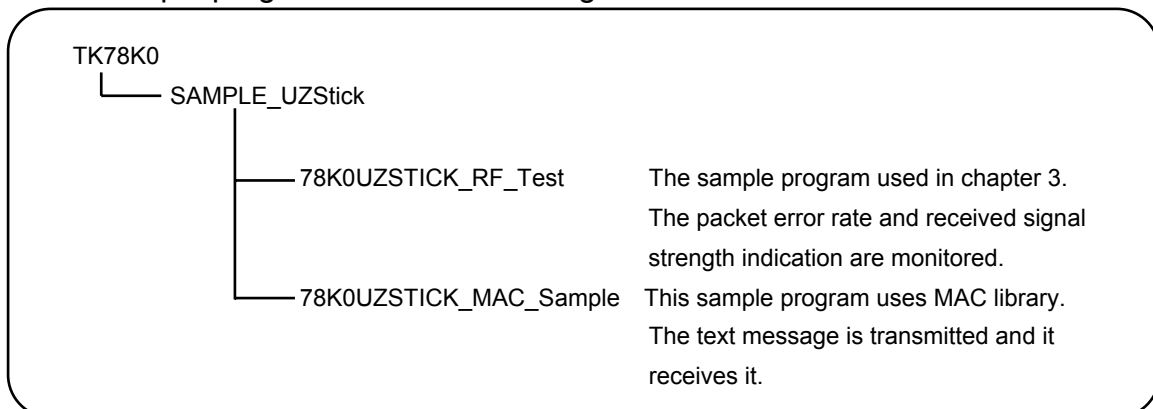 TK78K0
SAMPLE_UZStick
78K0UZSTICK_RF_Test The sample program used in chapter 3.
The packet error rate and received signal
strength indication are monitored.
78K0UZSTICK_MAC_Sample This sample program uses MAC library.
The text message is transmitted and it
receives it.